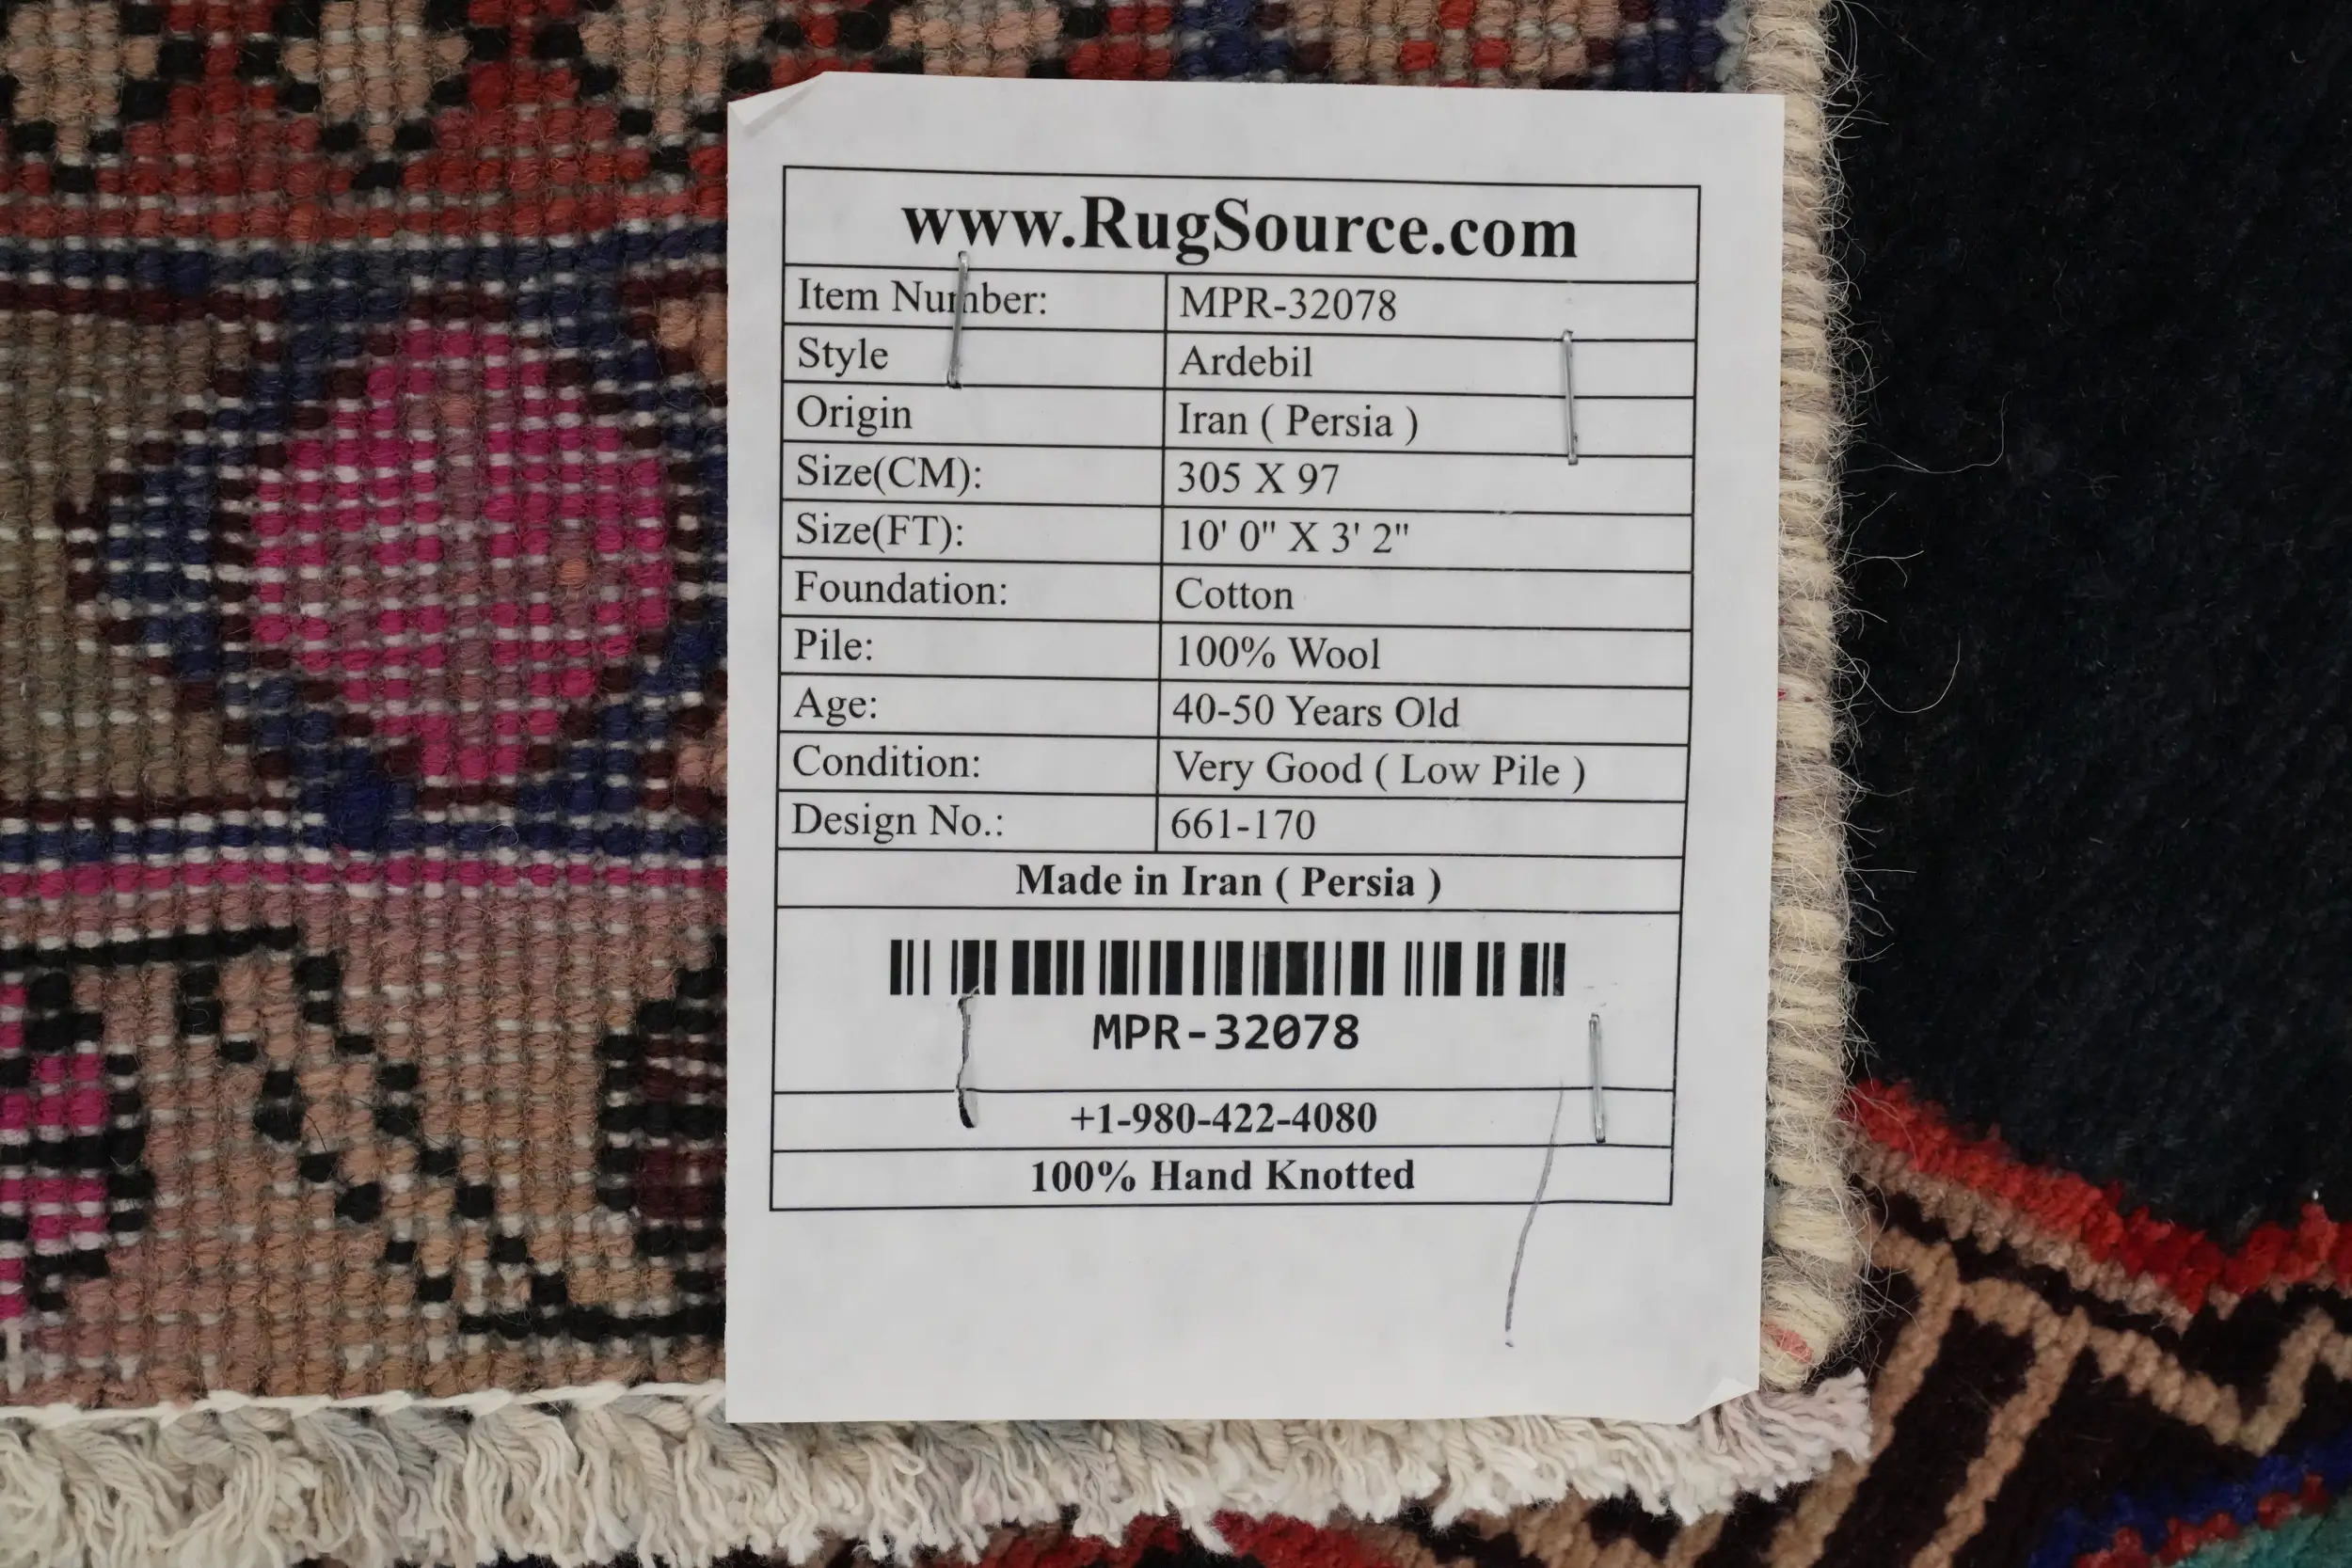 www.RugSource.com
Item Number: MPR-32078
Style Ardebil
Origin Iran ( Persia )
Size(CM): 305 X 97
Size(FT): 10' 0" X 3' 2"
Foundation: Cotton
Pile: 100% Wool
Age: 40-50 Years Old
Condition: Very Good ( Low Pile )
Design No.: 661-170
Made in Iran ( Persia )
MPR-32078
+1-980-422-4080
100% Hand Knotted